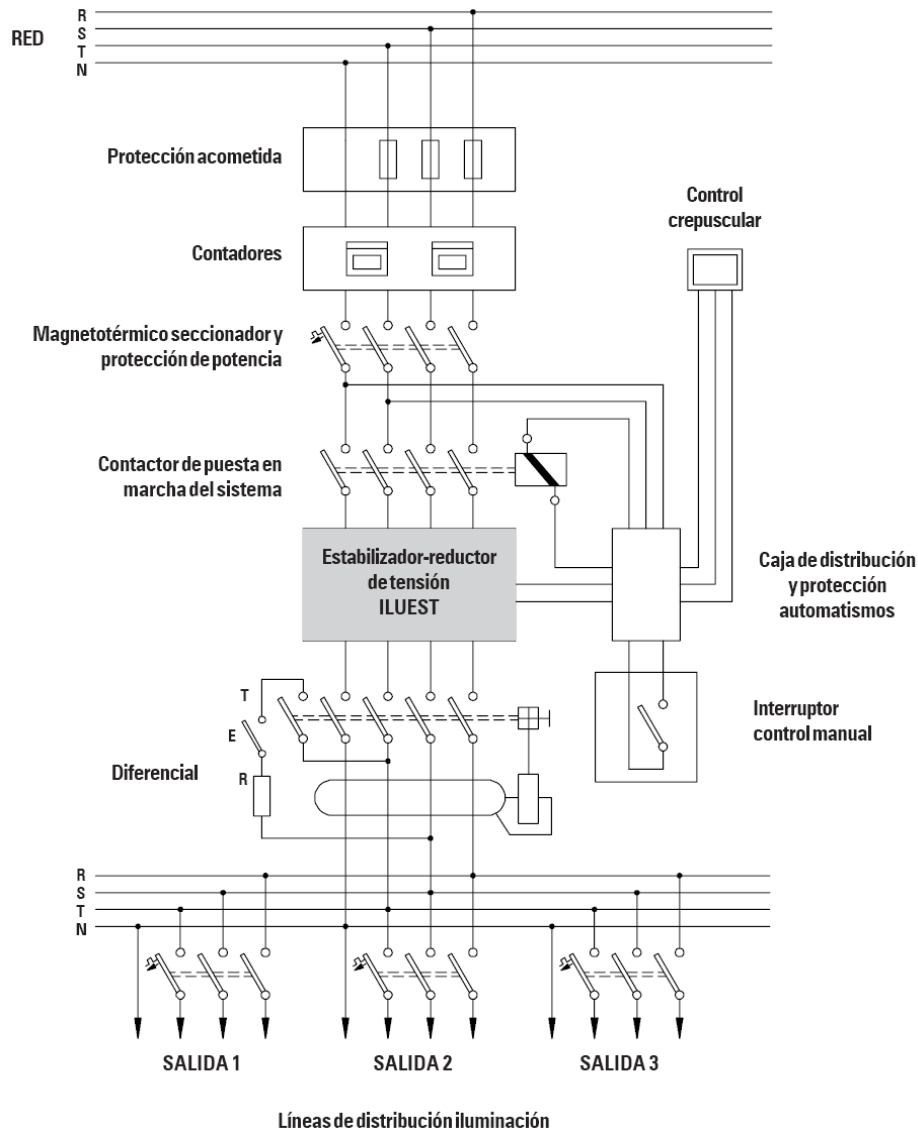 R
S
RED
T
N
Protección acometida
Control
crepuscular
Contadores
Magnetotérmico seccionador y
protección de potencia
Contactor de puesta en
marcha del sistema
Estabilizador-reductor
de tensión
ILUEST
Caja de distribución
y protección
automatismos
T
E
Interruptor
control manual
Diferencial
R
R
S
T
N
SALIDA 1
SALIDA 2
SALIDA 3
Líneas de distribución iluminación